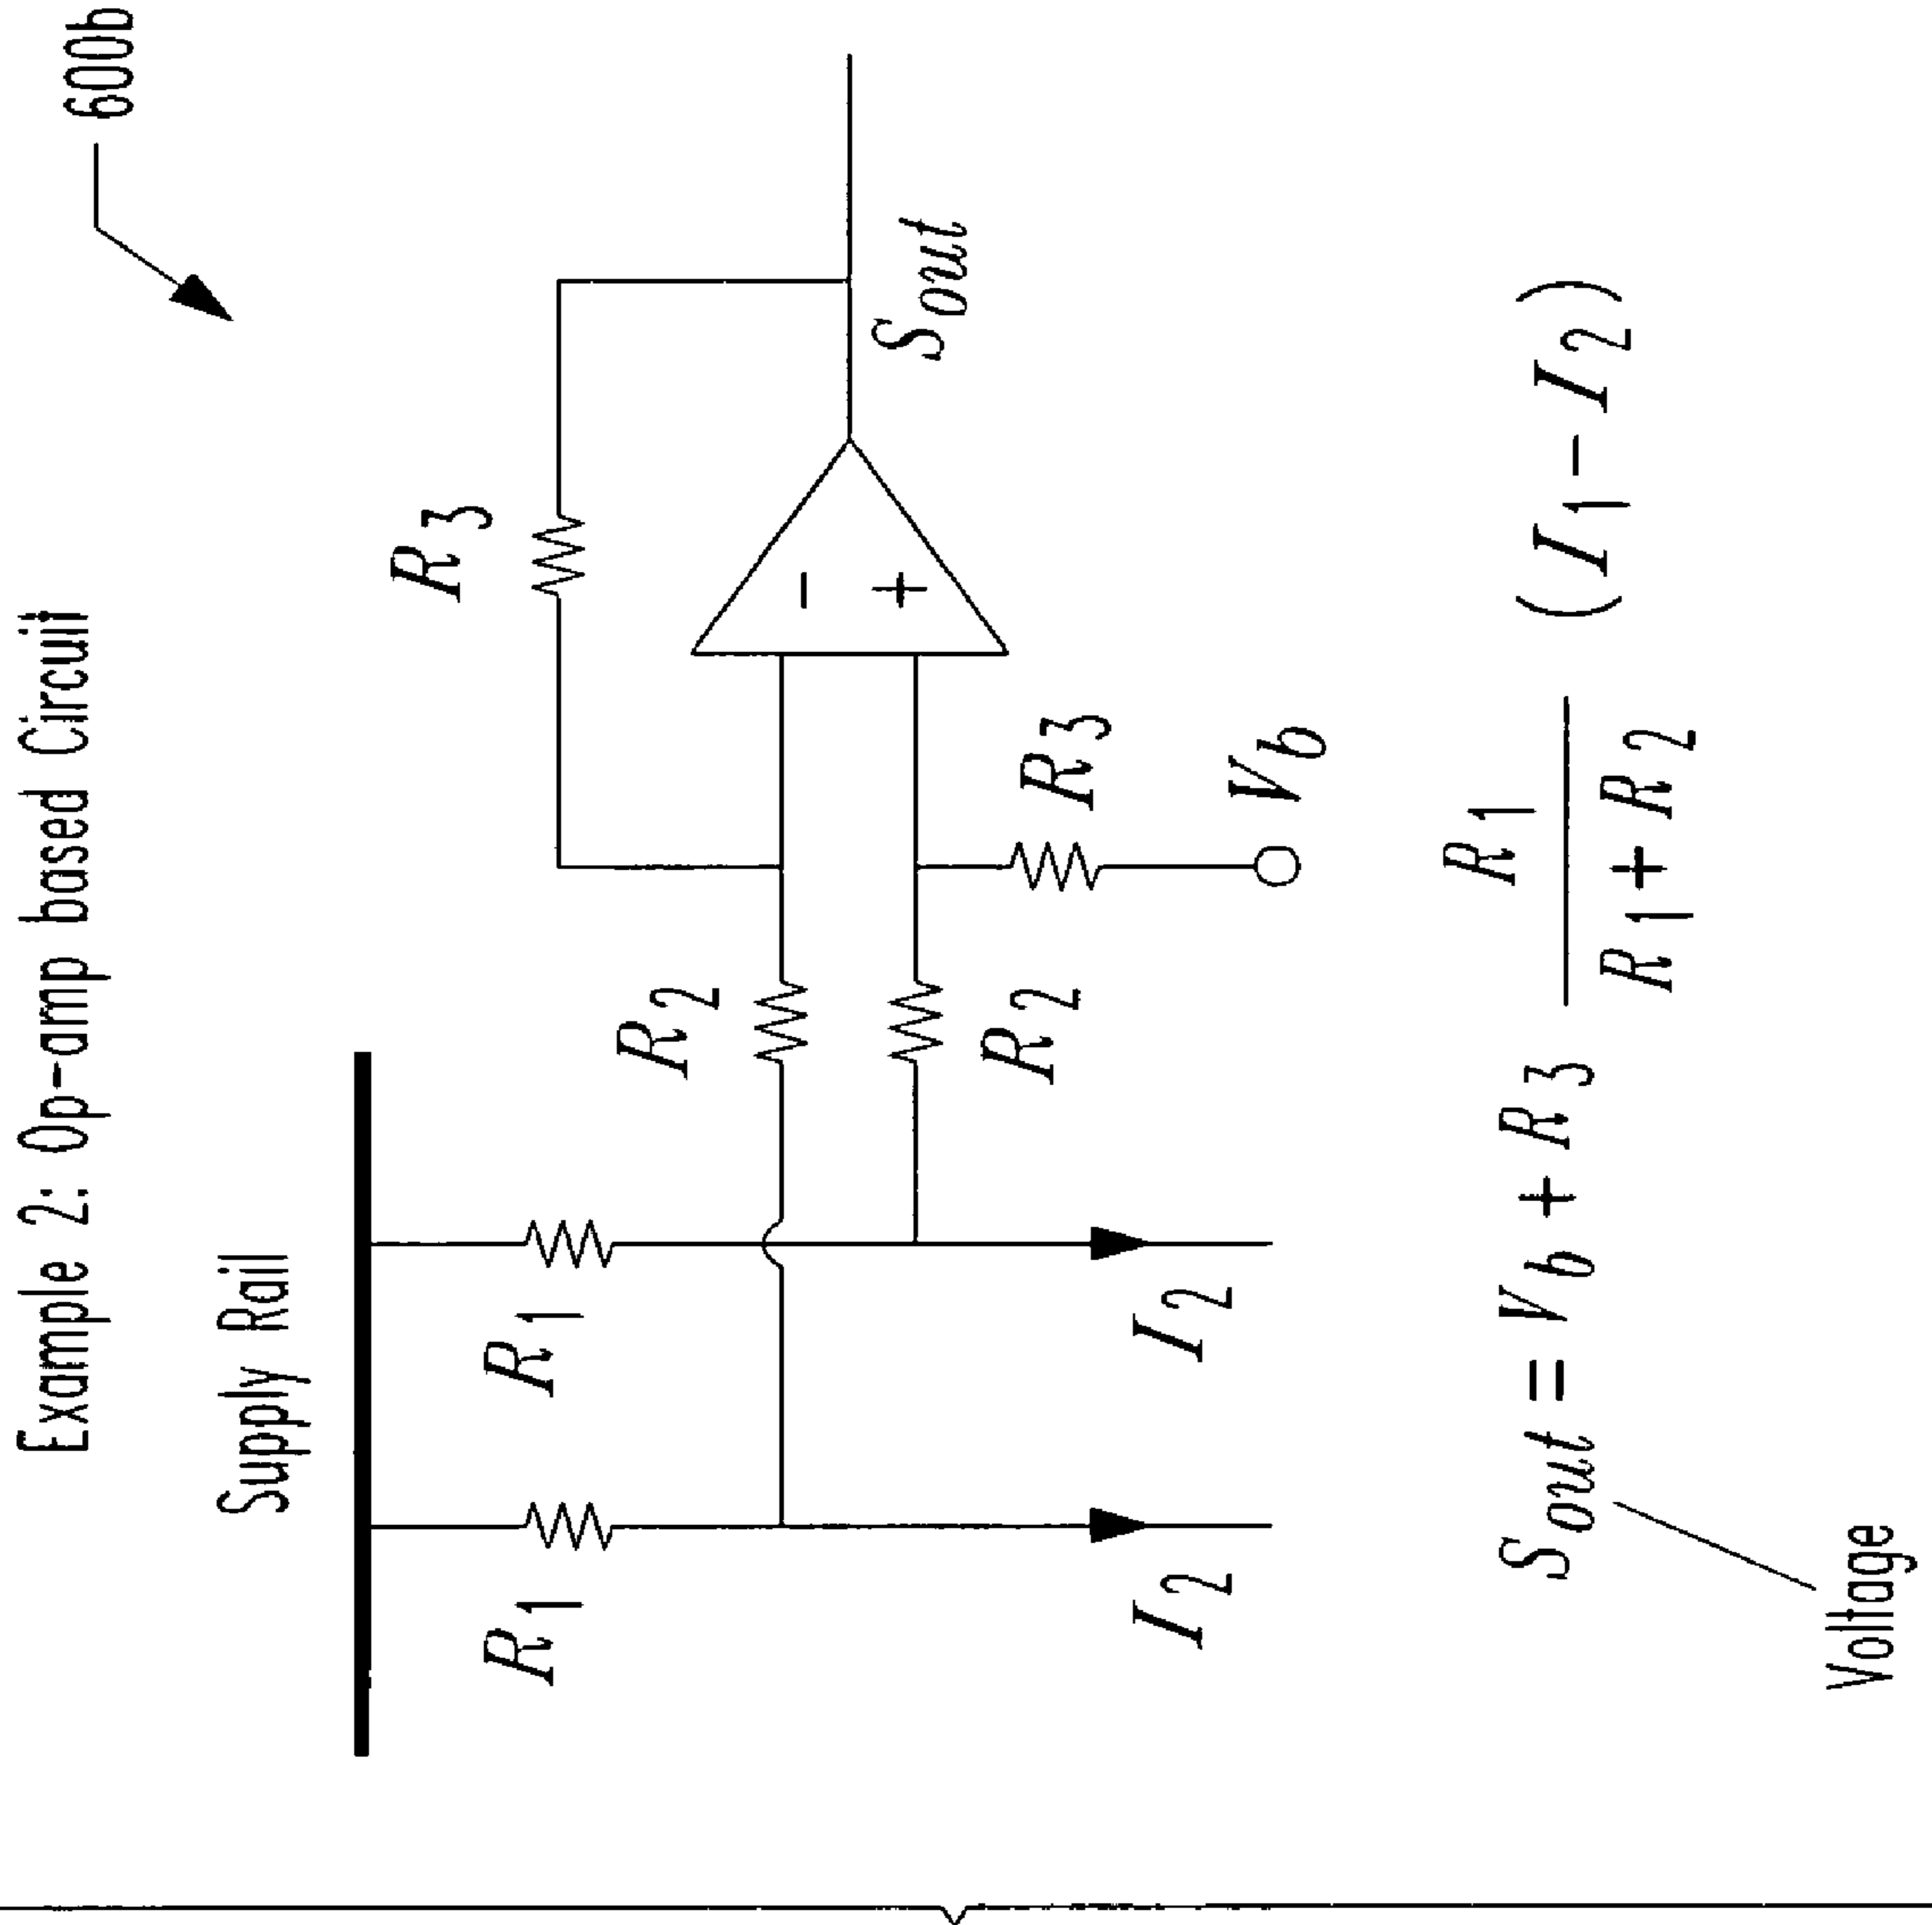 Example 2: Op-amp based Circuit
600b
Supply Rail
R1
R1
R2
R2
R3
R3
-
+
Sout
Vb
I2
I2
Sout = Vb + R3 R1 / R1 + R2 (I1 - I2)
Voltage